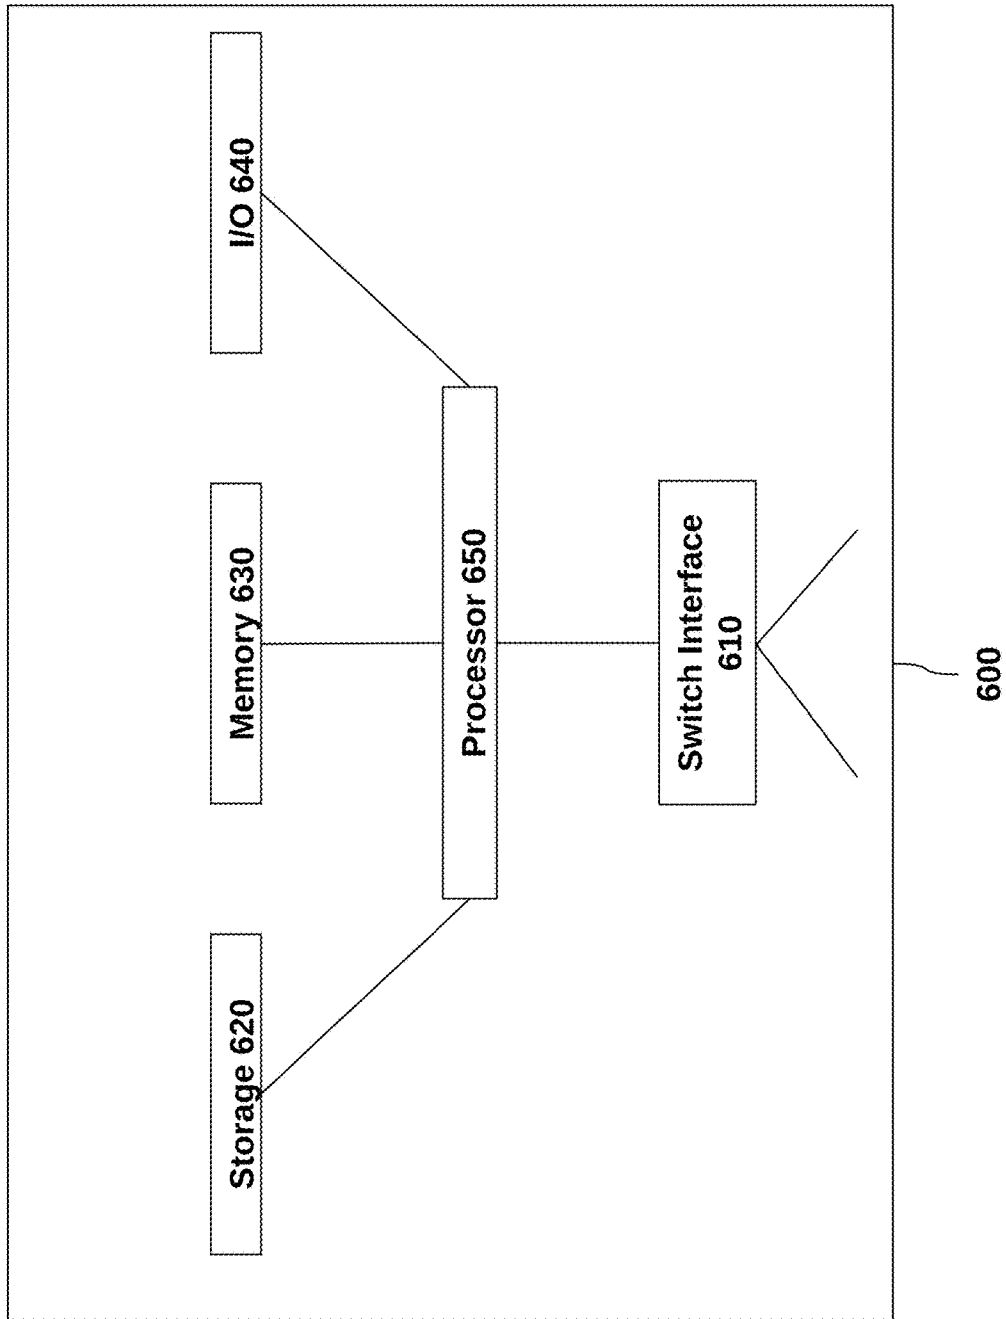 Storage 620
Memory 630
I/O 640
Processor 650
Switch Interface
610
600